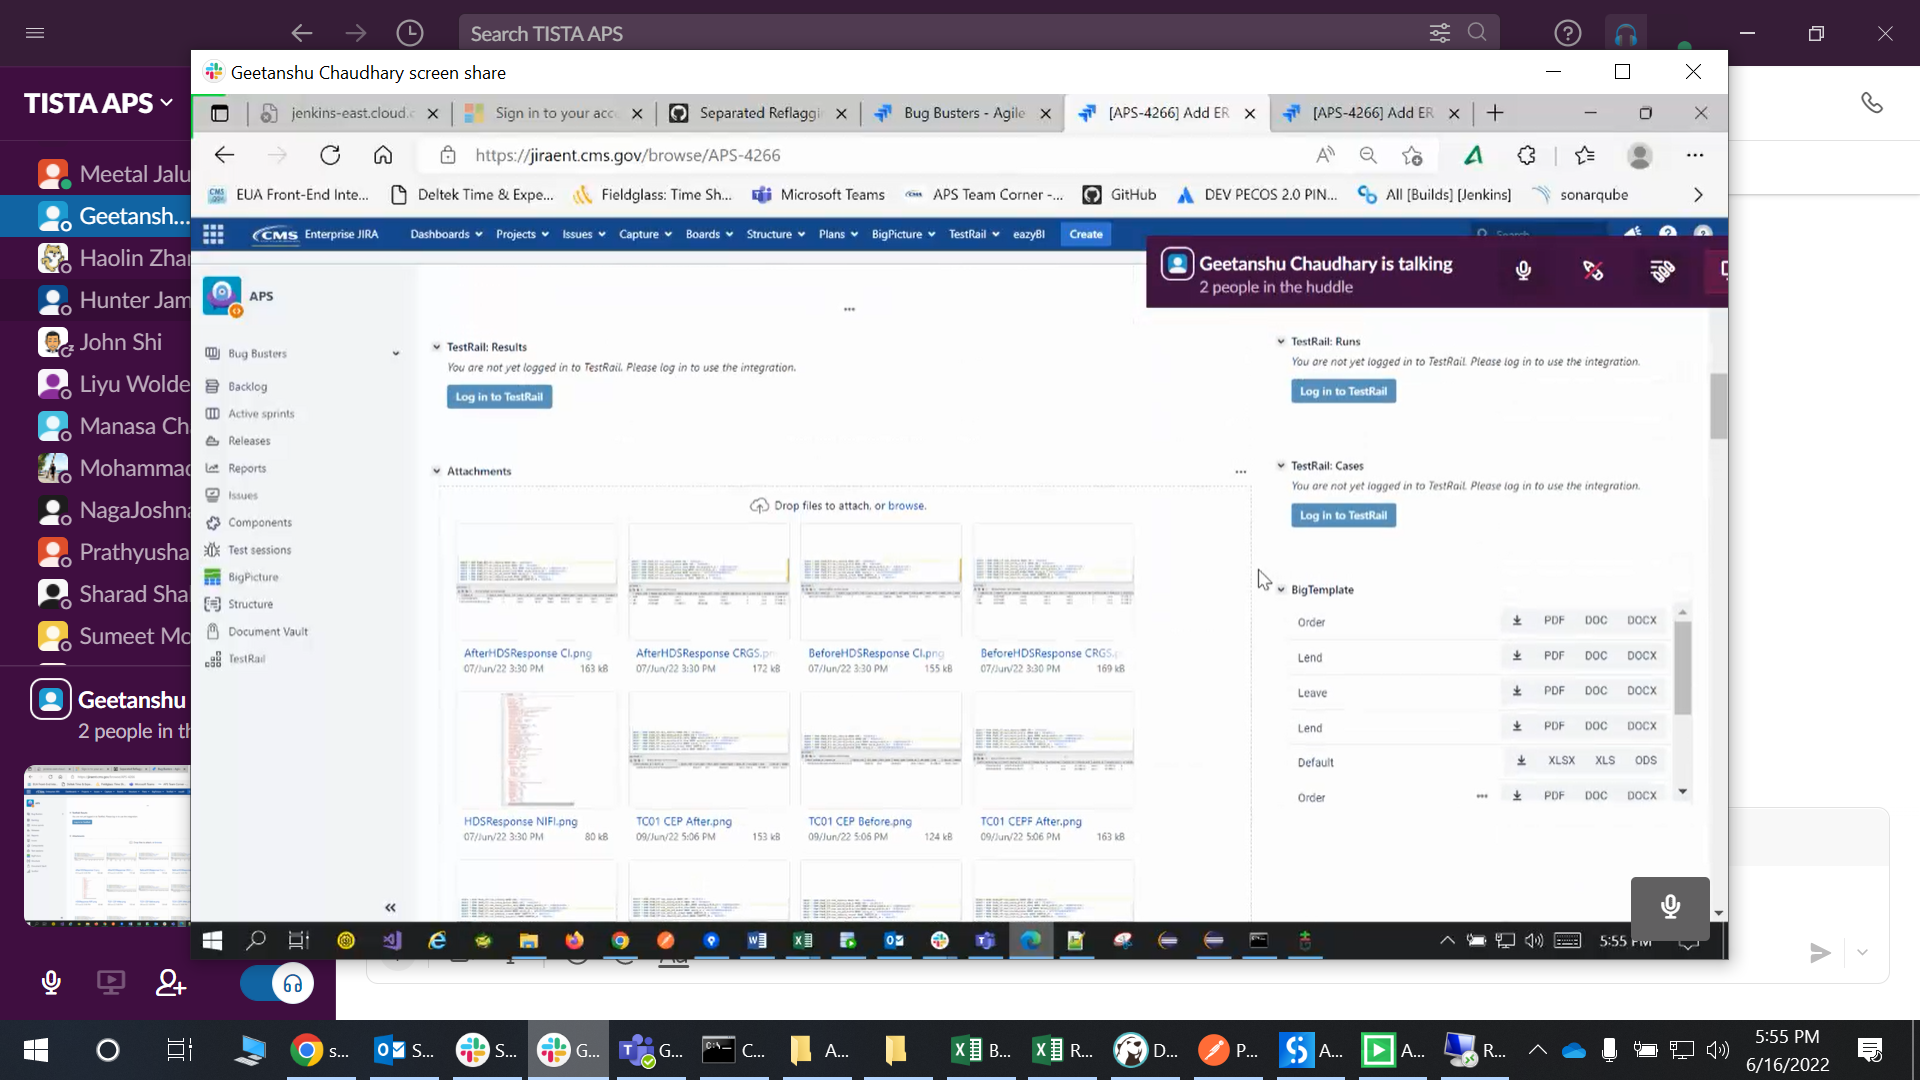 Search TISTA APS
Geetanshu Chaudhary screen share
TISTA APS
Meetal Jalu
Geetansh...
Haolin Zha
Hunter Jam
John Shi
Liyu Wolde
Manasa Ch
Mohammad
NagaJoshna
Prathyusha
Sharad Sha
Sumeet Mo
Geetanshu
2 people in th
jenkins-east.cloud.c
Sign in to your acc
Separated Reflaggi
Bug Busters - Agile
[APS-4266] Add ER
[APS-4266] Add ER
https://jiraent.cms.gov/browse/APS-4266
EUA Front-End Inte...
Deltek Time & Expe...
Fieldglass: Time Sh...
Microsoft Teams
APS Team Corner -...
GitHub
DEV PECOS 2.0 PIN...
All [Builds] [Jenkins]
sonarqube
CMS Enterprise JIRA
Dashboards
Projects
Issues
Capture
Boards
Structure
Plans
BigPicture
TestRail
eazyBI
Create
Search
Geetanshu Chaudhary is talking
2 people in the huddle
APS
Bug Busters
Backlog
Active sprints
Releases
Reports
Issues
Components
Test sessions
BigPicture
Structure
Document Vault
TestRail
TestRail: Results
You are not yet logged in to TestRail. Please log in to use the integration.
Log in to TestRail
Attachments
Drop files to attach, or browse.
AfterHDSResponse CI.png
07/Jun/22 3:30 PM 163 kB
AfterHDSResponse CRGS.pn
07/Jun/22 3:30 PM 172 kB
BeforeHDSResponse CI.png
07/Jun/22 3:30 PM 155 kB
BeforeHDSResponse CRGS.
07/Jun/22 3:30 PM 169 kB
HDSResponse NIFI.png
07/Jun/22 3:30 PM 80 kB
TC01 CEP After.png
09/Jun/22 5:06 PM 153 kB
TC01 CEP Before.png
09/Jun/22 5:06 PM 124 kB
TC01 CEPF After.png
09/Jun/22 5:06 PM 163 kB
TestRail: Runs
You are not yet logged in to TestRail. Please log in to use the integration.
Log in to TestRail
TestRail: Cases
You are not yet logged in to TestRail. Please log in to use the integration.
Log in to TestRail
BigTemplate
Order PDF DOC DOCX
Lend PDF DOC DOCX
Leave PDF DOC DOCX
Lend PDF DOC DOCX
Default XLSX XLS ODS
Order PDF DOC DOCX
5:55 PM
s...
S...
S...
G...
G...
C...
A...
B...
R...
D...
P...
A...
A...
R...
5:55 PM
6/16/2022